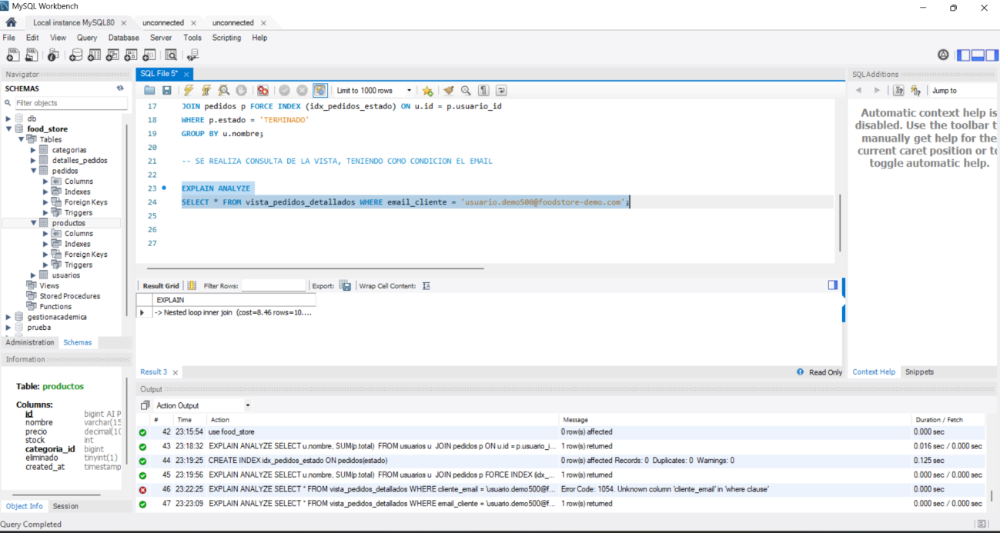 MySQL Workbench
Local instance MySQL80 × unconnected × unconnected ×
File Edit View Query Database Server Tools Scripting Help
Navigator
SCHEMAS
Filter objects
db
food_store
Tables
categorias
detalles_pedidos
pedidos
Columns
Indexes
Foreign Keys
Triggers
productos
Columns
Indexes
Foreign Keys
Triggers
usuarios
Views
Stored Procedures
Functions
gestionacademica
prueba
Administration Schemas
Information
Table: productos
Columns:
id bigint AI P
nombre varchar(15
precio decimal(10
stock int
categoria_id bigint
eliminado tinyint(1)
created_at timestamp
Object Info Session
Query Completed
SQL File 5* ×
Limit to 1000 rows
17 JOIN pedidos p FORCE INDEX (idx_pedidos_estado) ON u.id = p.usuario_id
18 WHERE p.estado = 'TERMINADO'
19 GROUP BY u.nombre;
20
21 -- SE REALIZA CONSULTA DE LA VISTA, TENIENDO COMO CONDICION EL EMAIL
22
23 EXPLAIN ANALYZE
24 SELECT * FROM vista_pedidos_detallados WHERE email_cliente = 'usuario.demo500@foodstore-demo.com';
25
26
27
Result Grid Filter Rows: Export: Wrap Cell Content:
EXPLAIN
-> Nested loop inner join (cost=8.46 rows=10....
Result 3 × Read Only
Output
Action Output
# Time Action Message Duration / Fetch
42 23:15:54 use food_store 0 row(s) affected 0.000 sec
43 23:18:32 EXPLAIN ANALYZE SELECT u.nombre, SUM(p.total) FROM usuarios u JOIN pedidos p ON u.id = p.usuario_i... 1 row(s) returned 0.016 sec / 0.000 sec
44 23:19:25 CREATE INDEX idx_pedidos_estado ON pedidos(estado) 0 row(s) affected Records: 0 Duplicates: 0 Warnings: 0 0.125 sec
45 23:19:56 EXPLAIN ANALYZE SELECT u.nombre, SUM(p.total) FROM usuarios u JOIN pedidos p FORCE INDEX (idx_... 1 row(s) returned 0.000 sec / 0.000 sec
46 23:22:25 EXPLAIN ANALYZE SELECT * FROM vista_pedidos_detallados WHERE cliente_email = 'usuario.demo500@f... Error Code: 1054. Unknown column 'cliente_email' in 'where clause' 0.000 sec
47 23:23:09 EXPLAIN ANALYZE SELECT * FROM vista_pedidos_detallados WHERE email_cliente = 'usuario.demo500@f... 1 row(s) returned 0.000 sec / 0.000 sec
SQLAdditions
Jump to
Automatic context help is
disabled. Use the toolbar t
manually get help for the
current caret position or to
toggle automatic help.
Context Help Snippets